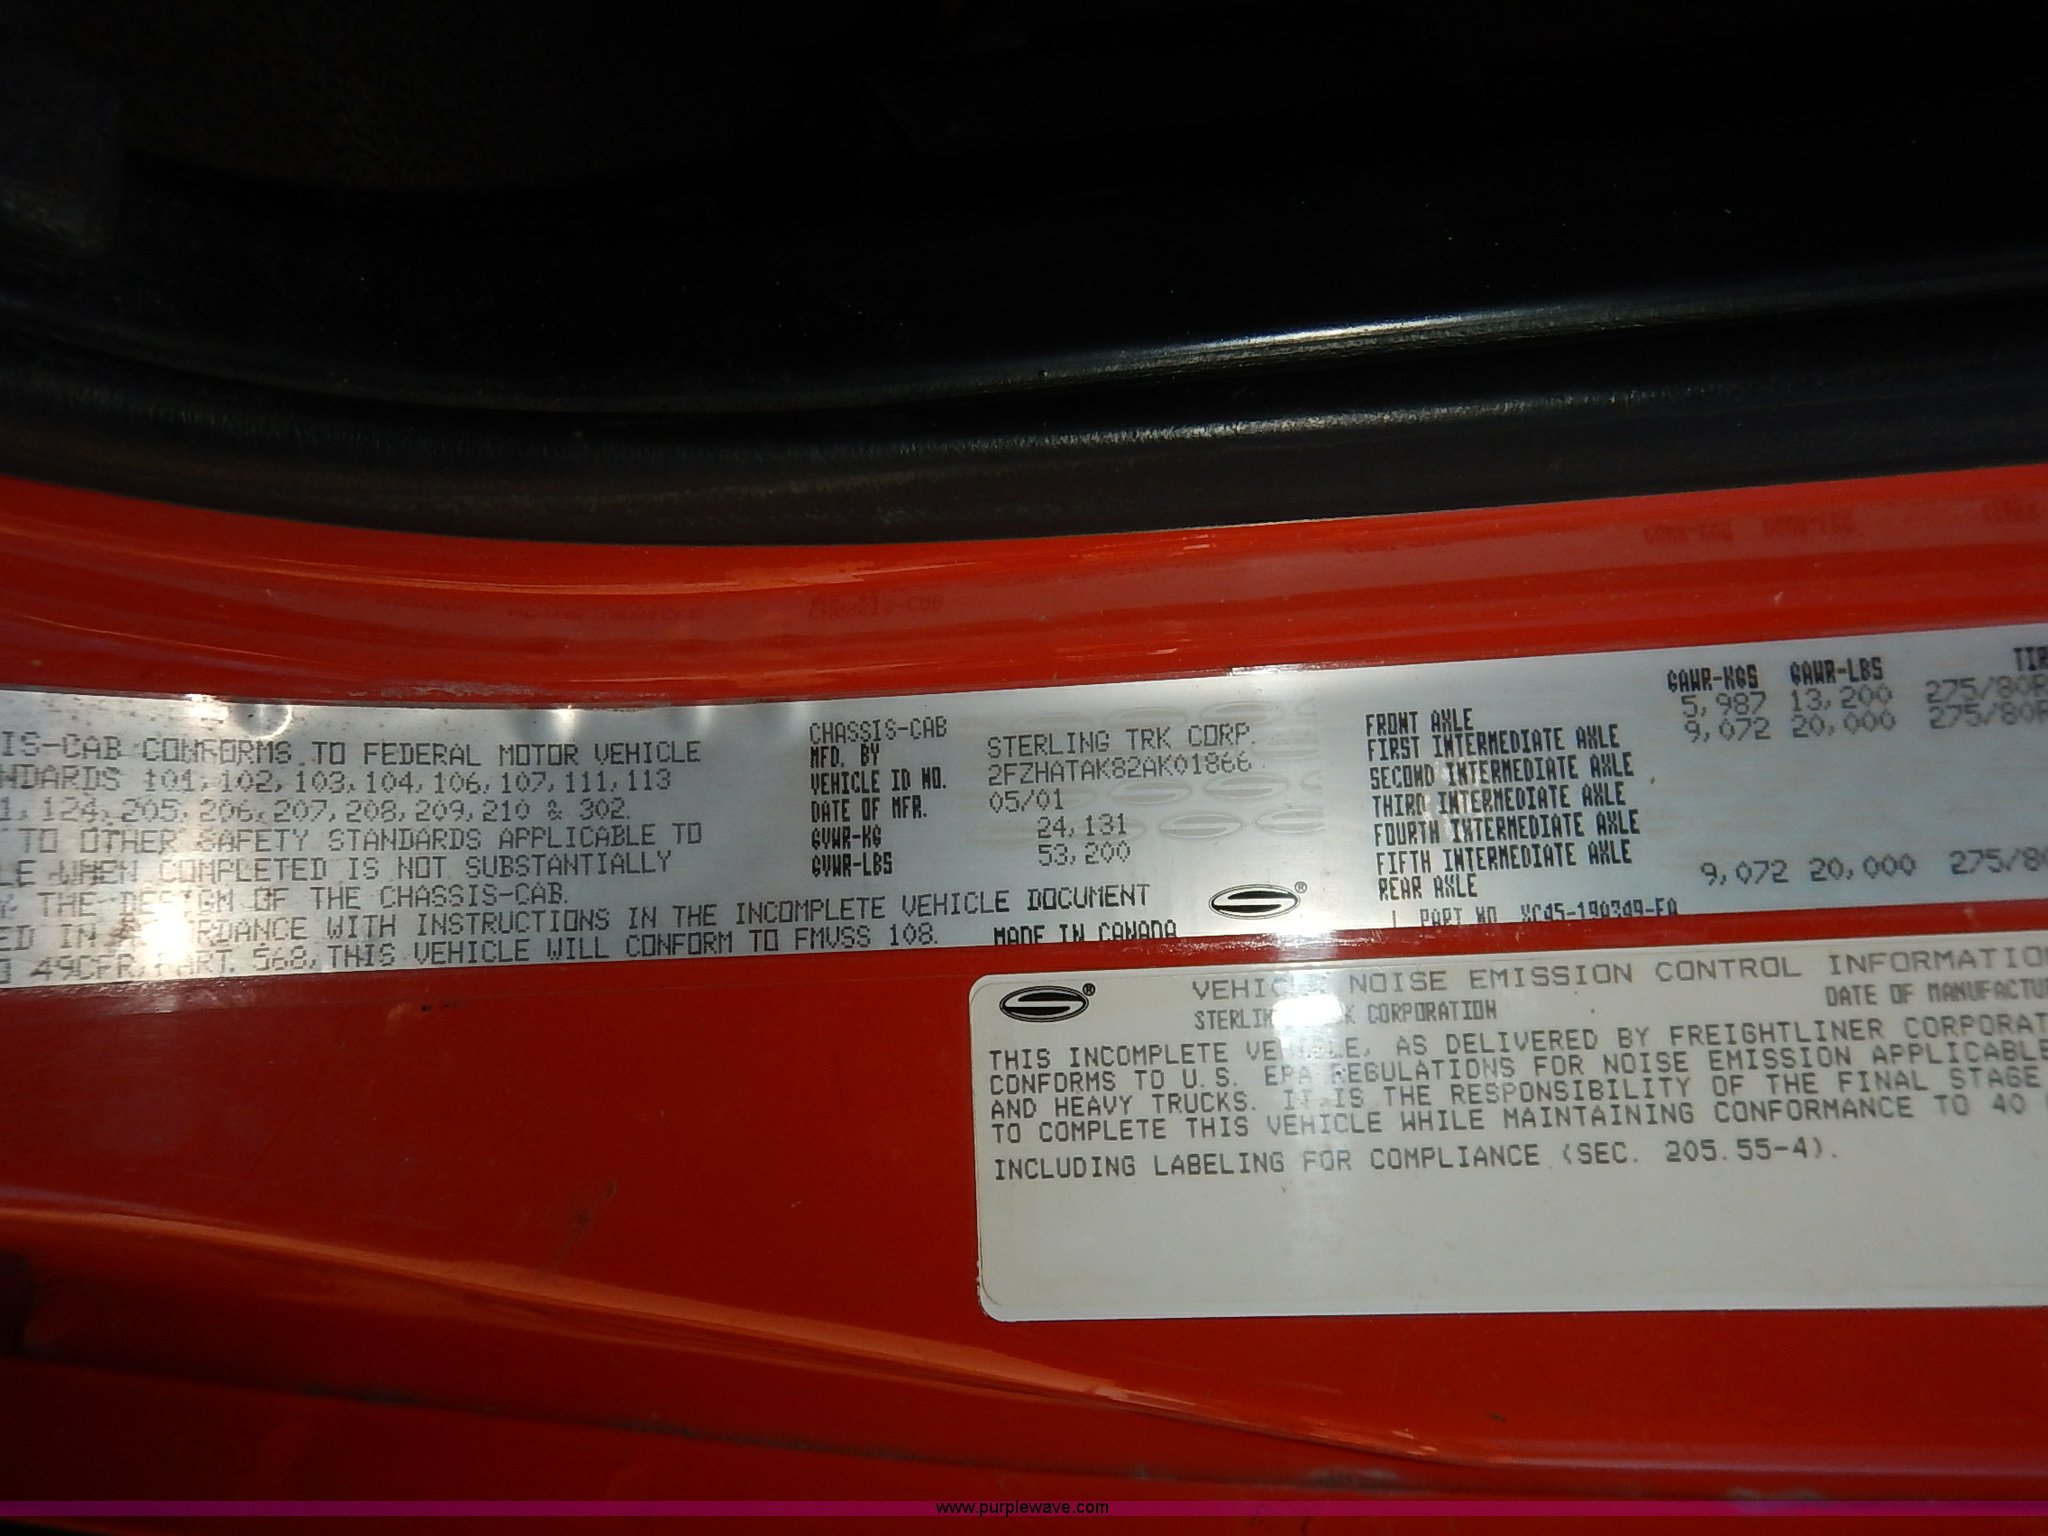 IS-CAB CONFORMS TO FEDERAL MOTOR VEHICLE
NDARDS 101, 102, 103, 104, 106, 107, 111, 113
1, 124, 205, 206, 207, 208, 209, 210 & 302.
TO OTHER SAFETY STANDARDS APPLICABLE TO
LE WHEN COMPLETED IS NOT SUBSTANTIALLY
THE DESIGN OF THE CHASSIS-CAB.
ED IN WITH INSTRUCTIONS IN THE INCOMPLETE VEHICLE DOCUMENT
49CFR, PART. 568, THIS VEHICLE WILL CONFORM TO FMVSS 108.
CHASSIS-CAB
MFD. BY STERLING TRK CORP.
VEHICLE ID NO. 2FZHATAK82AK01866
DATE OF MFR. 05/01
GVWR-KG 24,131
GVWR-LBS 53,200
MADE IN CANADA
GAWR-KGS GAWR-LBS TIR
FRONT AXLE 5,987 13,200 275/80R
FIRST INTERMEDIATE AXLE 9,072 20,000 275/80R
SECOND INTERMEDIATE AXLE
THIRD INTERMEDIATE AXLE
FOURTH INTERMEDIATE AXLE
FIFTH INTERMEDIATE AXLE
REAR AXLE 9,072 20,000 275/80
PART NO. XC45-19A349-EA
VEHICLE NOISE EMISSION CONTROL INFORMATIO
STERLIN K CORPORATION DATE OF MANUFACTU
THIS INCOMPLETE VEHICLE, AS DELIVERED BY FREIGHTLINER CORPORAT
CONFORMS TO U.S. EPA REGULATIONS FOR NOISE EMISSION APPLICABLE
AND HEAVY TRUCKS. IT IS THE RESPONSIBILITY OF THE FINAL STAGE
TO COMPLETE THIS VEHICLE WHILE MAINTAINING CONFORMANCE TO 40
INCLUDING LABELING FOR COMPLIANCE (SEC. 205.55-4).
www.purplewave.com